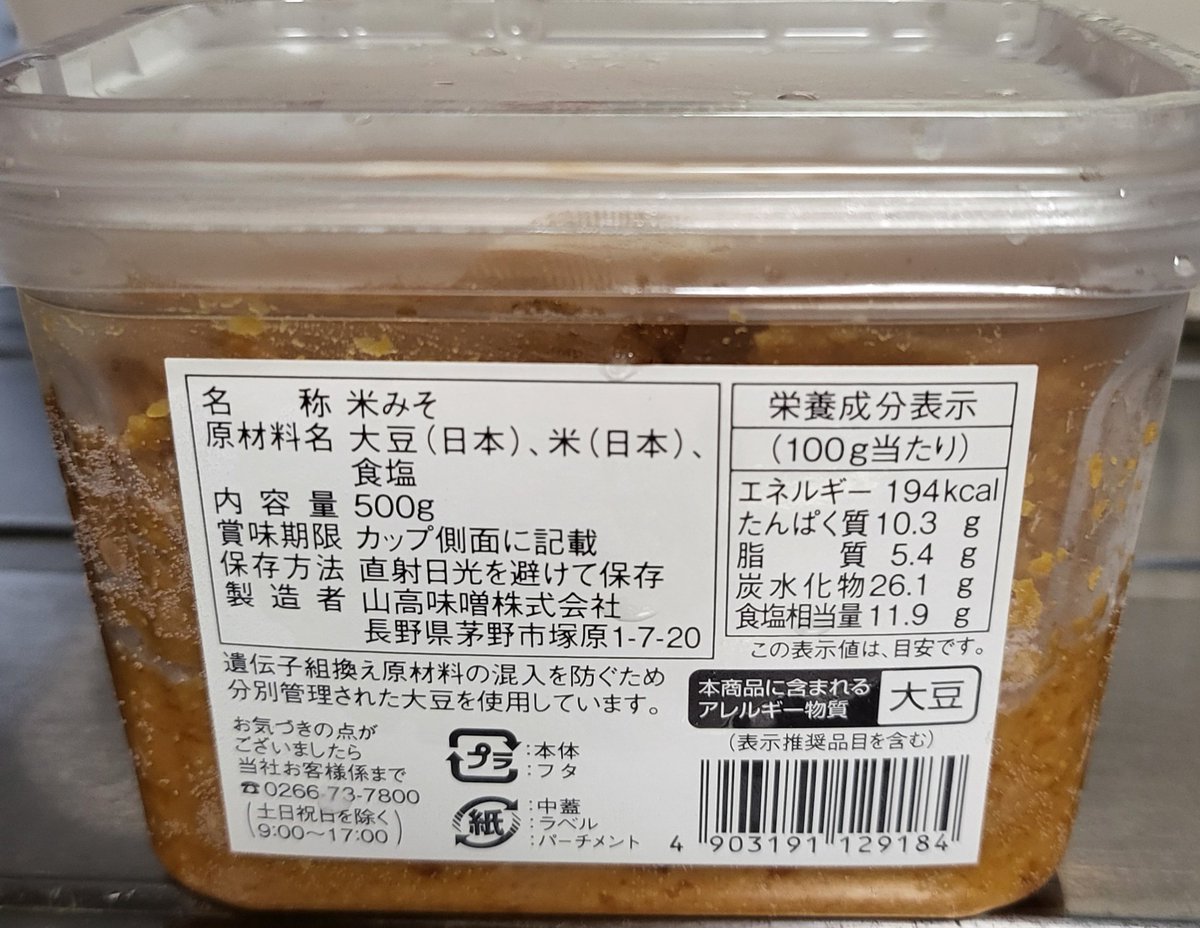 名称 米みそ
原材料名 大豆(日本)、米(日本)、
食塩
内容量 500g
賞味期限 カップ側面に記載
保存方法 直射日光を避けて保存
製造者 山高味噌株式会社
長野県茅野市塚原1-7-20
栄養成分表示
(100g当たり)
エネルギー 194kcal
たんぱく質 10.3 g
脂質 5.4 g
炭水化物 26.1 g
食塩相当量 11.9 g
この表示値は、目安です。
遺伝子組換え原材料の混入を防ぐため
分別管理された大豆を使用しています。
本商品に含まれる
アレルギー物質
大豆
(表示推奨品目を含む)
お気づきの点が
ございましたら
当社お客様係まで
☎0266-73-7800
(土日祝日を除く
9:00〜17:00)
プラ
:本体
:フタ
紙
:中蓋
:ラベル
:パーチメント
4 903191 129184